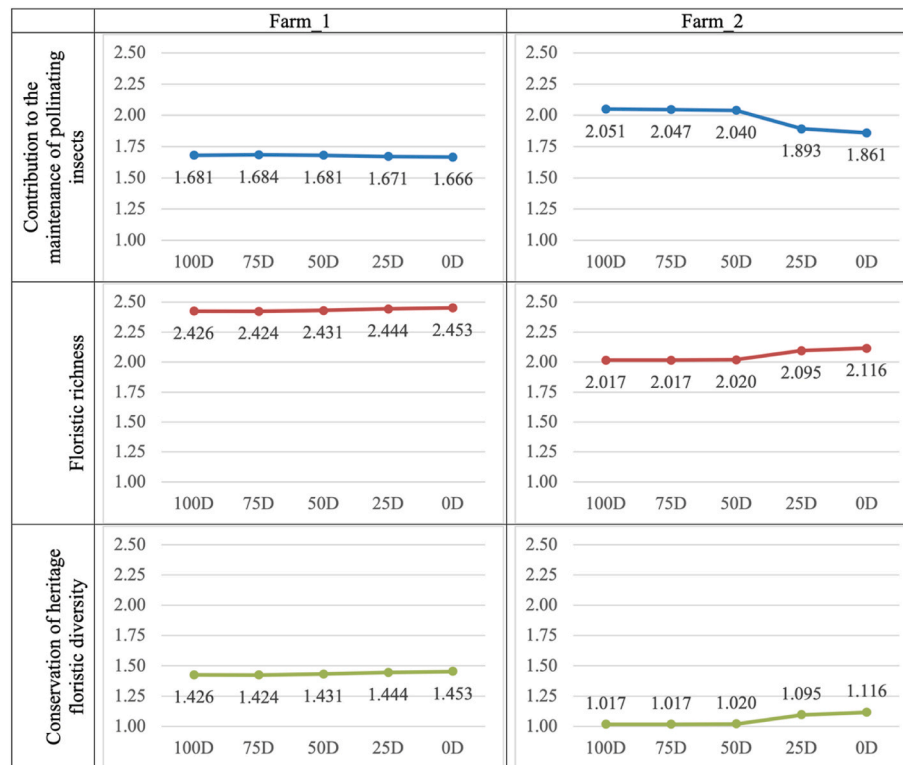 Farm_1
Farm_2
Contribution to the
maintenance of pollinating
insects
2.50
2.25
2.00
1.75
1.50
1.25
1.00
1.681 1.684 1.681 1.671 1.666
100D 75D 50D 25D 0D
2.50
2.25
2.00
1.75
1.50
1.25
1.00
2.051 2.047 2.040 1.893 1.861
100D 75D 50D 25D 0D
Floristic richness
2.50
2.25
2.00
1.75
1.50
1.25
1.00
2.426 2.424 2.431 2.444 2.453
100D 75D 50D 25D 0D
2.50
2.25
2.00
1.75
1.50
1.25
1.00
2.017 2.017 2.020 2.095 2.116
100D 75D 50D 25D 0D
Conservation of heritage
floristic diversity
2.50
2.25
2.00
1.75
1.50
1.25
1.00
1.426 1.424 1.431 1.444 1.453
100D 75D 50D 25D 0D
2.50
2.25
2.00
1.75
1.50
1.25
1.00
1.017 1.017 1.020 1.095 1.116
100D 75D 50D 25D 0D